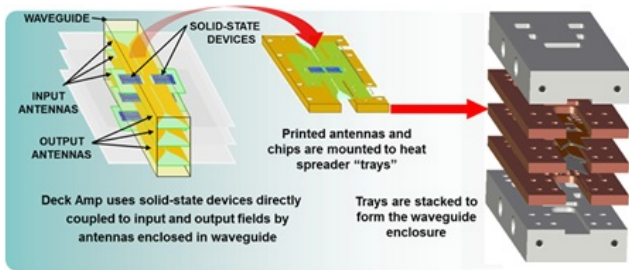 WAVEGUIDE
SOLID-STATE
DEVICES
INPUT
ANTENNAS
OUTPUT
ANTENNAS
Deck Amp uses solid-state devices directly
coupled to input and output fields by
antennas enclosed in waveguide
Printed antennas and
chips are mounted to heat
spreader “trays”
Trays are stacked to
form the waveguide
enclosure